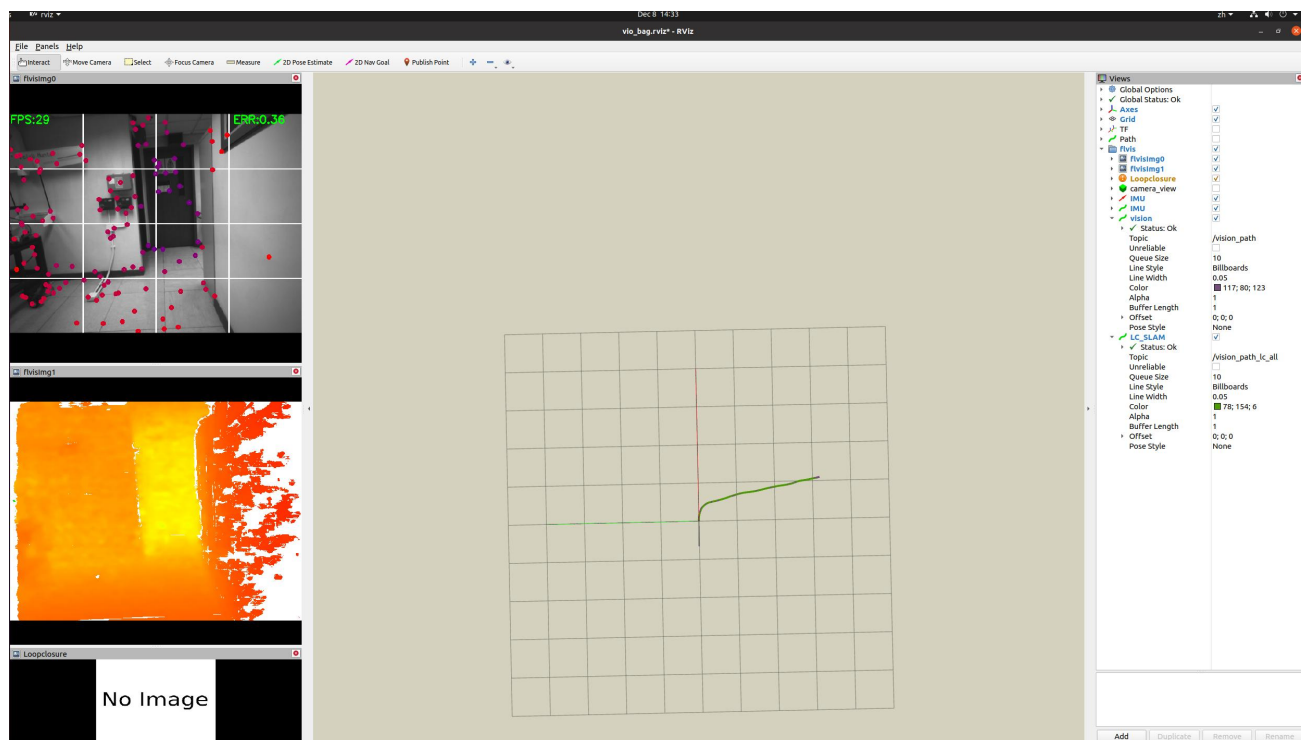 rviz
Dec 8 14:33
zh
vio_bag.rviz* - RViz
File Panels Help
Interact Move Camera Select Focus Camera Measure 2D Pose Estimate 2D Nav Goal Publish Point
flvisImg0
FPS:29 ERR:0.36
flvisImg1
Loopclosure
No Image
Views
Global Options
Global Status: Ok
Axes
Grid
TF
Path
flvis
flvisImg0
flvisImg1
Loopclosure
camera_view
IMU
IMU
vision
Status: Ok
Topic /vision_path
Unreliable
Queue Size 10
Line Style Billboards
Line Width 0.05
Color 117; 80; 123
Alpha 1
Buffer Length 1
Offset 0; 0; 0
Pose Style None
LC_SLAM
Status: Ok
Topic /vision_path_lc_all
Unreliable
Queue Size 10
Line Style Billboards
Line Width 0.05
Color 78; 154; 6
Alpha 1
Buffer Length 1
Offset 0; 0; 0
Pose Style None
Add Duplicate Remove Rename